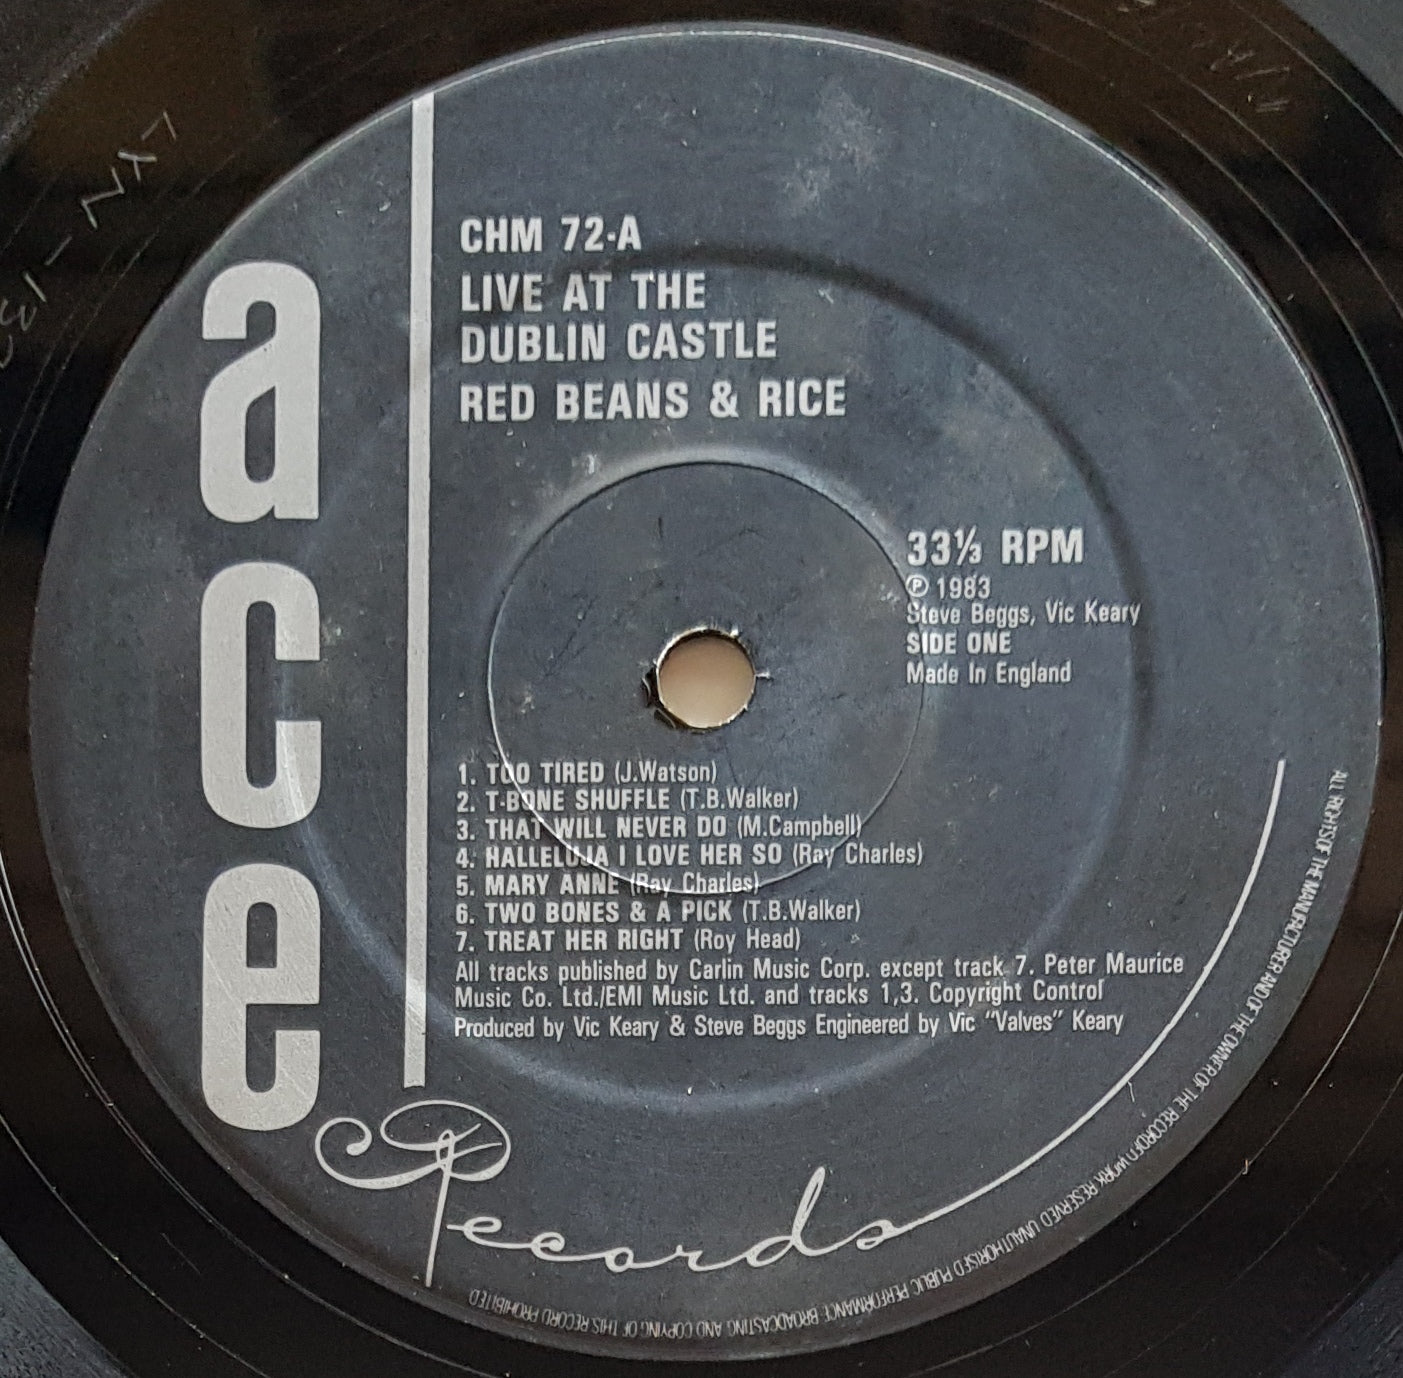 ace
Records
CHM 72-A
LIVE AT THE
DUBLIN CASTLE
RED BEANS & RICE
33⅓ RPM
Ⓟ 1983
Steve Beggs, Vic Keary
SIDE ONE
Made In England
1. TOO TIRED (J.Watson)
2. T-BONE SHUFFLE (T.B.Walker)
3. THAT WILL NEVER DO (M.Campbell)
4. HALLELUJA I LOVE HER SO (Ray Charles)
5. MARY ANNE (Ray Charles)
6. TWO BONES & A PICK (T.B.Walker)
7. TREAT HER RIGHT (Roy Head)
All tracks published by Carlin Music Corp. except track 7. Peter Maurice
Music Co. Ltd./EMI Music Ltd. and tracks 1,3. Copyright Control
Produced by Vic Keary & Steve Beggs Engineered by Vic "Valves" Keary
ALL RIGHTS OF THE MANUFACTURER AND OF THE OWNER OF THE RECORDED WORK RESERVED UNAUTHORISED PUBLIC PERFORMANCE BROADCASTING AND COPYING OF THIS RECORD PROHIBITED